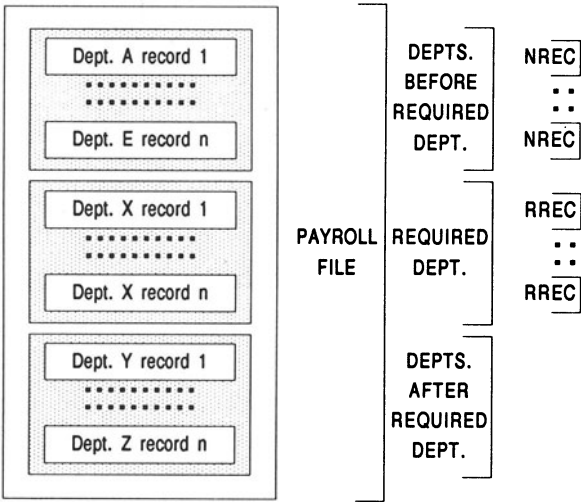 Dept. A record 1
Dept. E record n
Dept. X record 1
Dept. X record n
Dept. Y record 1
Dept. Z record n
PAYROLL
FILE
DEPTS.
BEFORE
REQUIRED
DEPT.
REQUIRED
DEPT.
DEPTS.
AFTER
REQUIRED
DEPT.
NREC
NREC
RREC
RREC